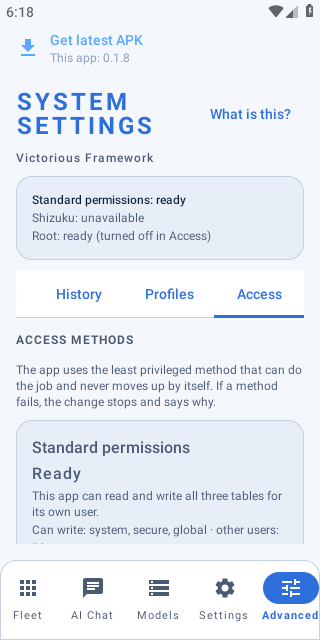 6:18
Get latest APK
This app: 0.1.8
SYSTEM
SETTINGS
What is this?
Victorious Framework
Standard permissions: ready
Shizuku: unavailable
Root: ready (turned off in Access)
History
Profiles
Access
ACCESS METHODS
The app uses the least privileged method that can do
the job and never moves up by itself. If a method
fails, the change stops and says why.
Standard permissions
Ready
This app can read and write all three tables for
its own user.
Can write: system, secure, global · other users:
Fleet
AI Chat
Models
Settings
Advanced